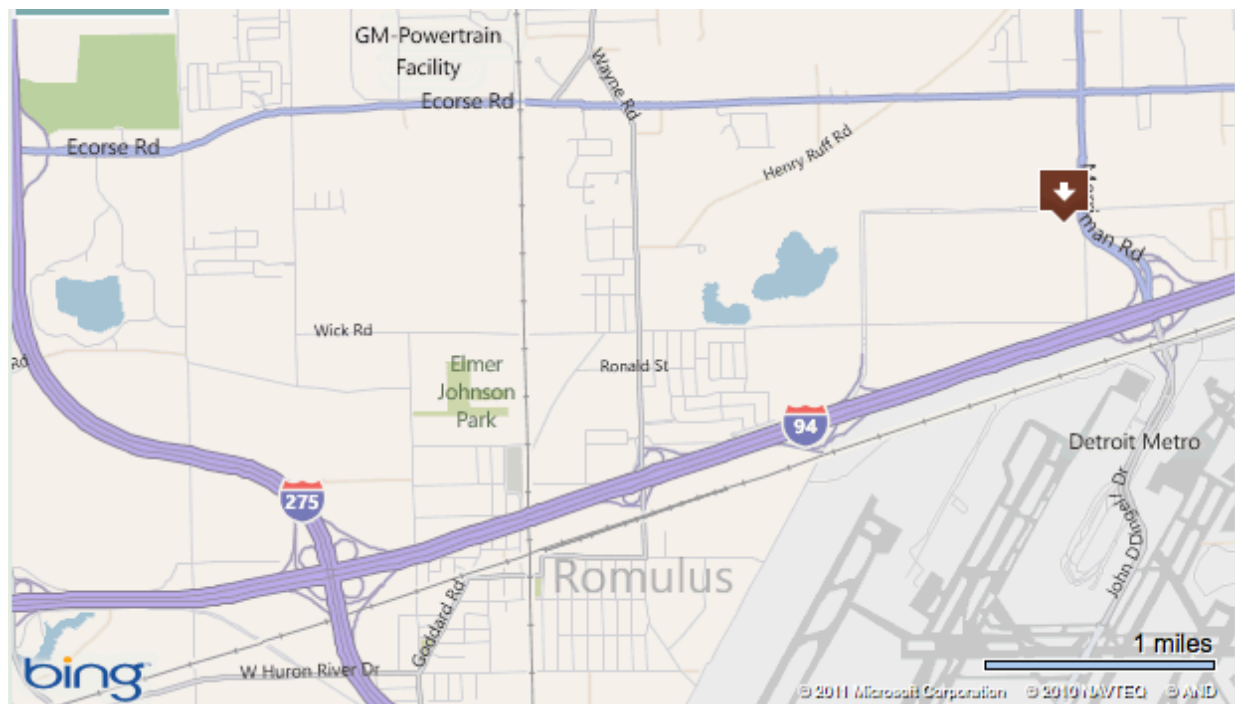 GM-Powertrain
Facility
Wayne Rd
Ecorse Rd
Ecorse Rd
Henry Ruff Rd
Merriman Rd
Wick Rd
Rd
Elmer
Johnson
Park
Ronald St
94
Detroit Metro
275
John D Dingell Dr
Romulus
Goddard Rd
W Huron River Dr
1 miles
bing
© 2011 Microsoft Corporation © 2010 NAVTEQ © AND